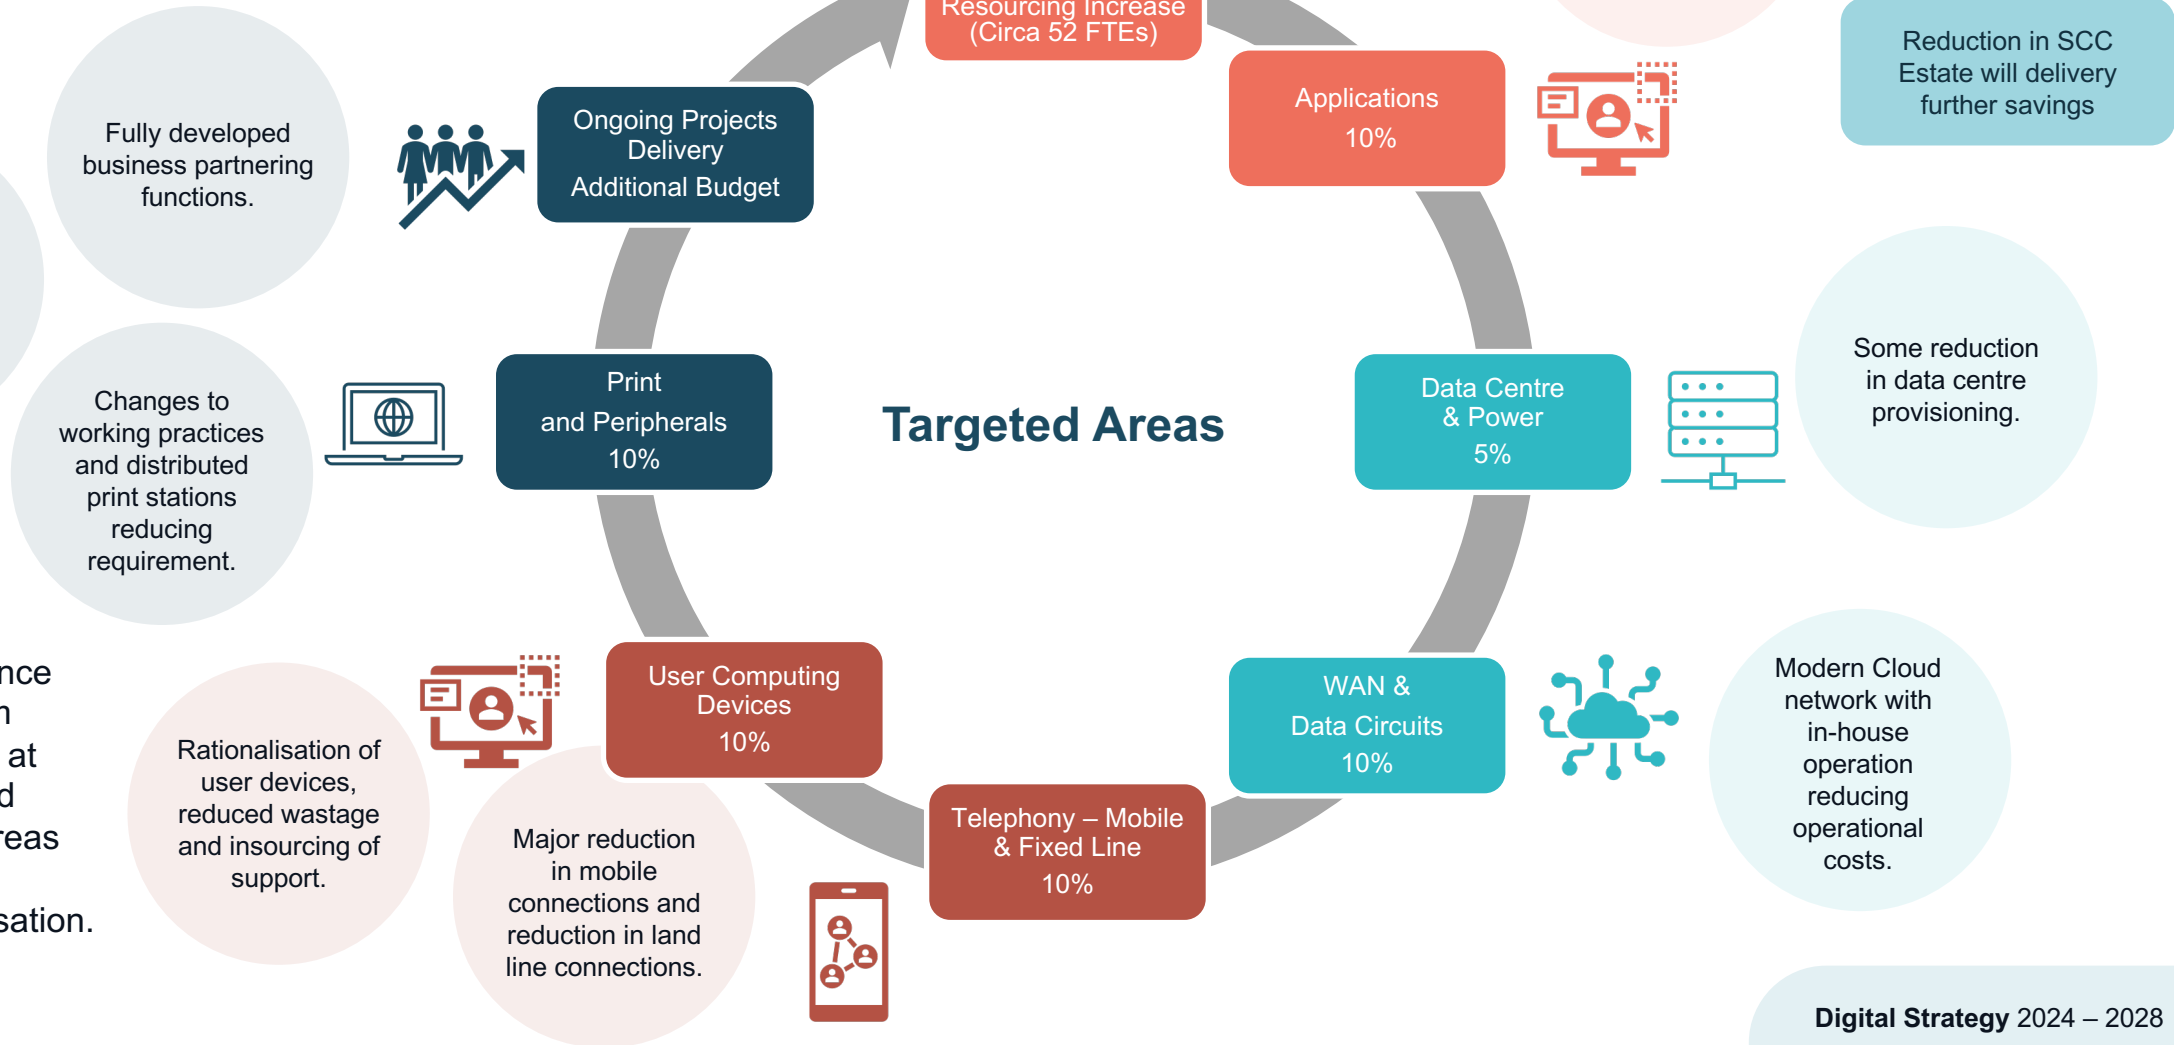 Resourcing Increase
(Circa 52 FTEs)
Applications
10%
Reduction in SCC
Estate will delivery
further savings
Fully developed
business partnering
functions.
Ongoing Projects
Delivery
Additional Budget
Changes to
working practices
and distributed
print stations
reducing
requirement.
Print
and Peripherals
10%
Targeted Areas
Data Centre
& Power
5%
Some reduction
in data centre
provisioning.
at
sation.
Rationalisation of
user devices,
reduced wastage
and insourcing of
support.
User Computing
Devices
10%
Major reduction
in mobile
connections and
reduction in land
line connections.
Telephony – Mobile
& Fixed Line
10%
WAN &
Data Circuits
10%
Modern Cloud
network with
in-house
operation
reducing
operational
costs.
Digital Strategy 2024 – 2028